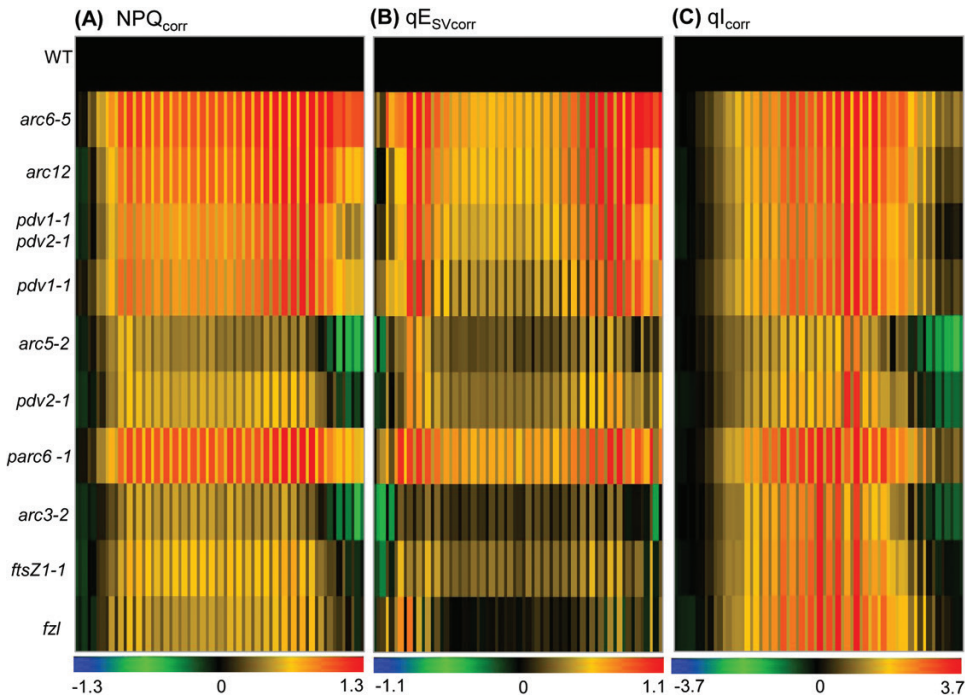 (A) NPQcorr
(B) qESVcorr
(C) qIcorr
WT
arc6-5
arc12
pdv1-1
pdv2-1
pdv1-1
arc5-2
pdv2-1
parc6 -1
arc3-2
ftsZ1-1
fzl
-1.3 0 1.3
-1.1 0 1.1
-3.7 0 3.7